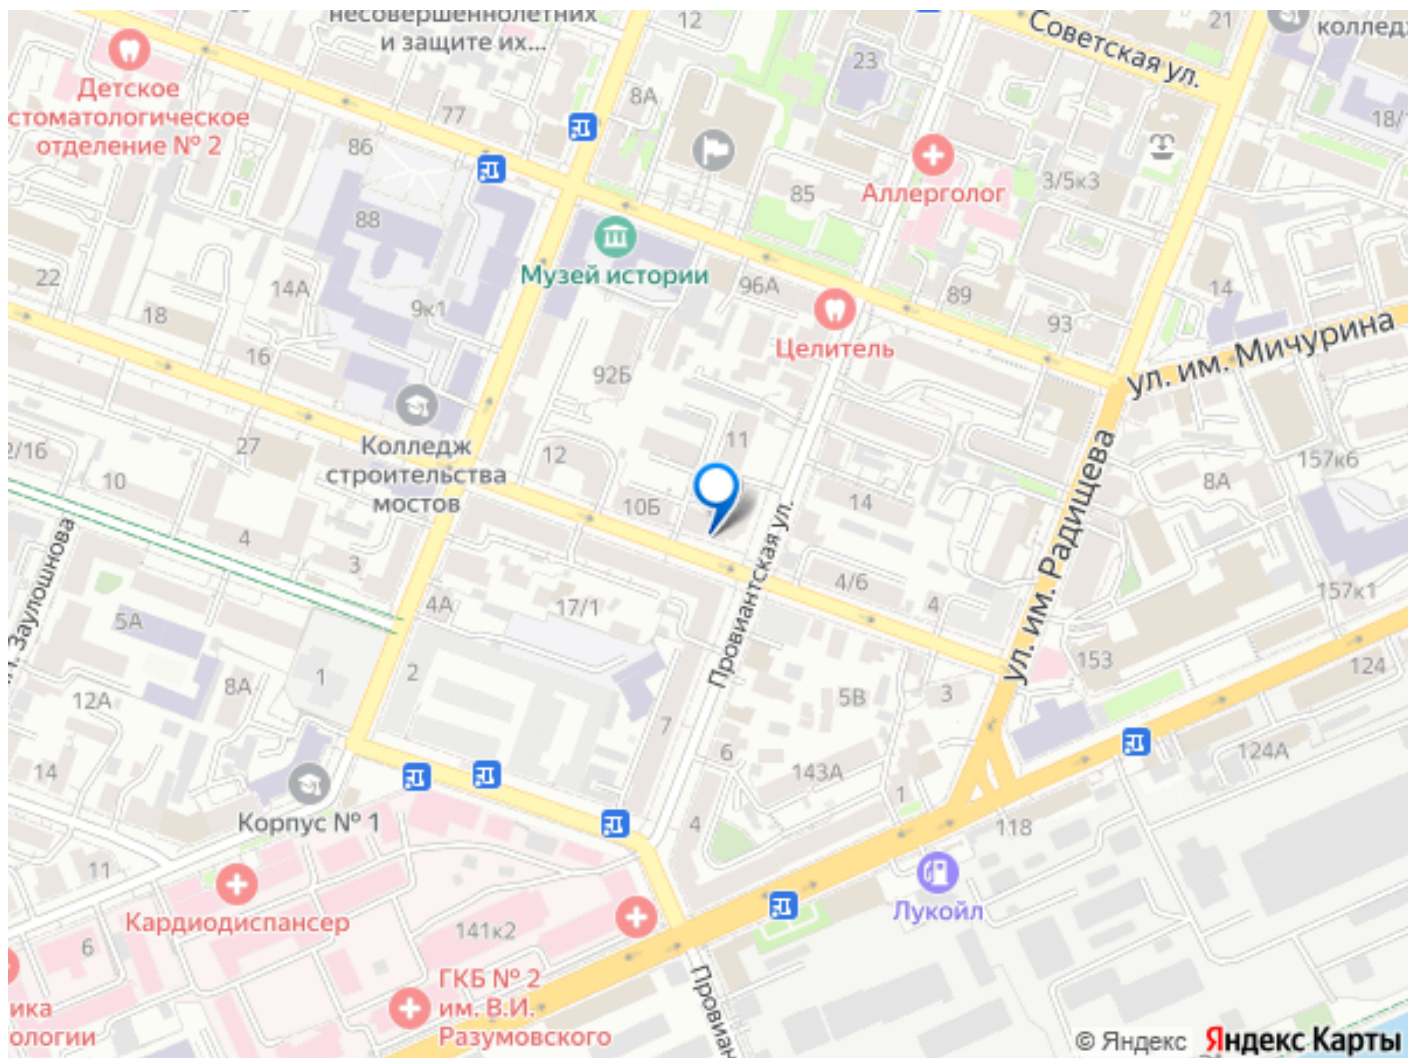 несовершеннолетних
и защите их...
12
21
колледж
Советская ул.
23
Детское
стоматологическое
отделение № 2
77
8А
18/1
86
Аллерголог
3/5к3
85
88
Музей истории
22
14А
96А
89
14
9к1
18
93
ул. им. Мичурина
16
Целитель
92Б
Колледж
строительства
мостов
27
12
11
2/16
10
157к6
8А
10Б
14
ул. им. Радищева
4
3
Провиантская ул.
4/6
157к1
Заулошнова
5А
4А
17/1
4
1
2
153
124
8А
12А
5В
3
7
6
124А
14
143А
1
Корпус № 1
4
118
11
Кардиодиспансер
Лукойл
141к2
6
ГКБ № 2
им. В.И.
Разумовского
ика
ологии
Провиан
© Яндекс Яндекс Карты